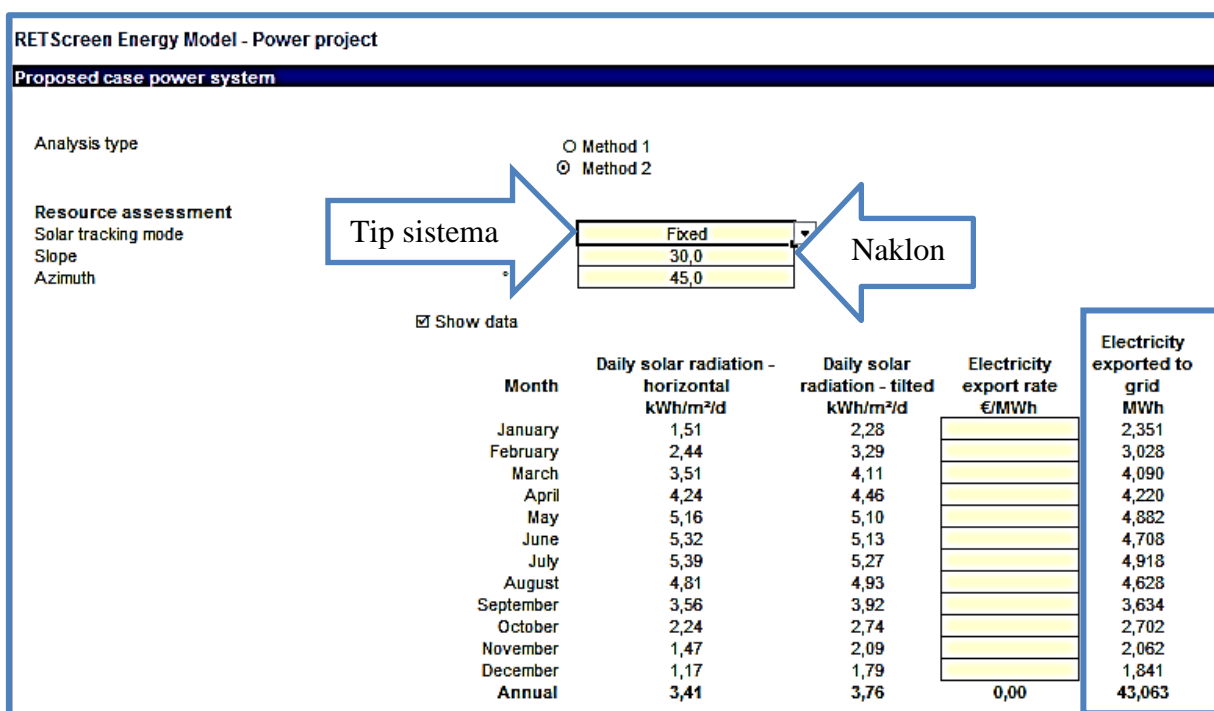 RETScreen Energy Model - Power project
Proposed case power system
Analysis type
Method 1
Method 2
Resource assessment
Solar tracking mode Fixed
Slope 30,0
Azimuth ° 45,0
Tip sistema
Naklon
Show data
Electricity
Daily solar radiation - Daily solar Electricity exported to
Month horizontal radiation - tilted export rate grid
kWh/m²/d kWh/m²/d €/MWh MWh
January 1,51 2,28 2,351
February 2,44 3,29 3,028
March 3,51 4,11 4,090
April 4,24 4,46 4,220
May 5,16 5,10 4,882
June 5,32 5,13 4,708
July 5,39 5,27 4,918
August 4,81 4,93 4,628
September 3,56 3,92 3,634
October 2,24 2,74 2,702
November 1,47 2,09 2,062
December 1,17 1,79 1,841
Annual 3,41 3,76 0,00 43,063